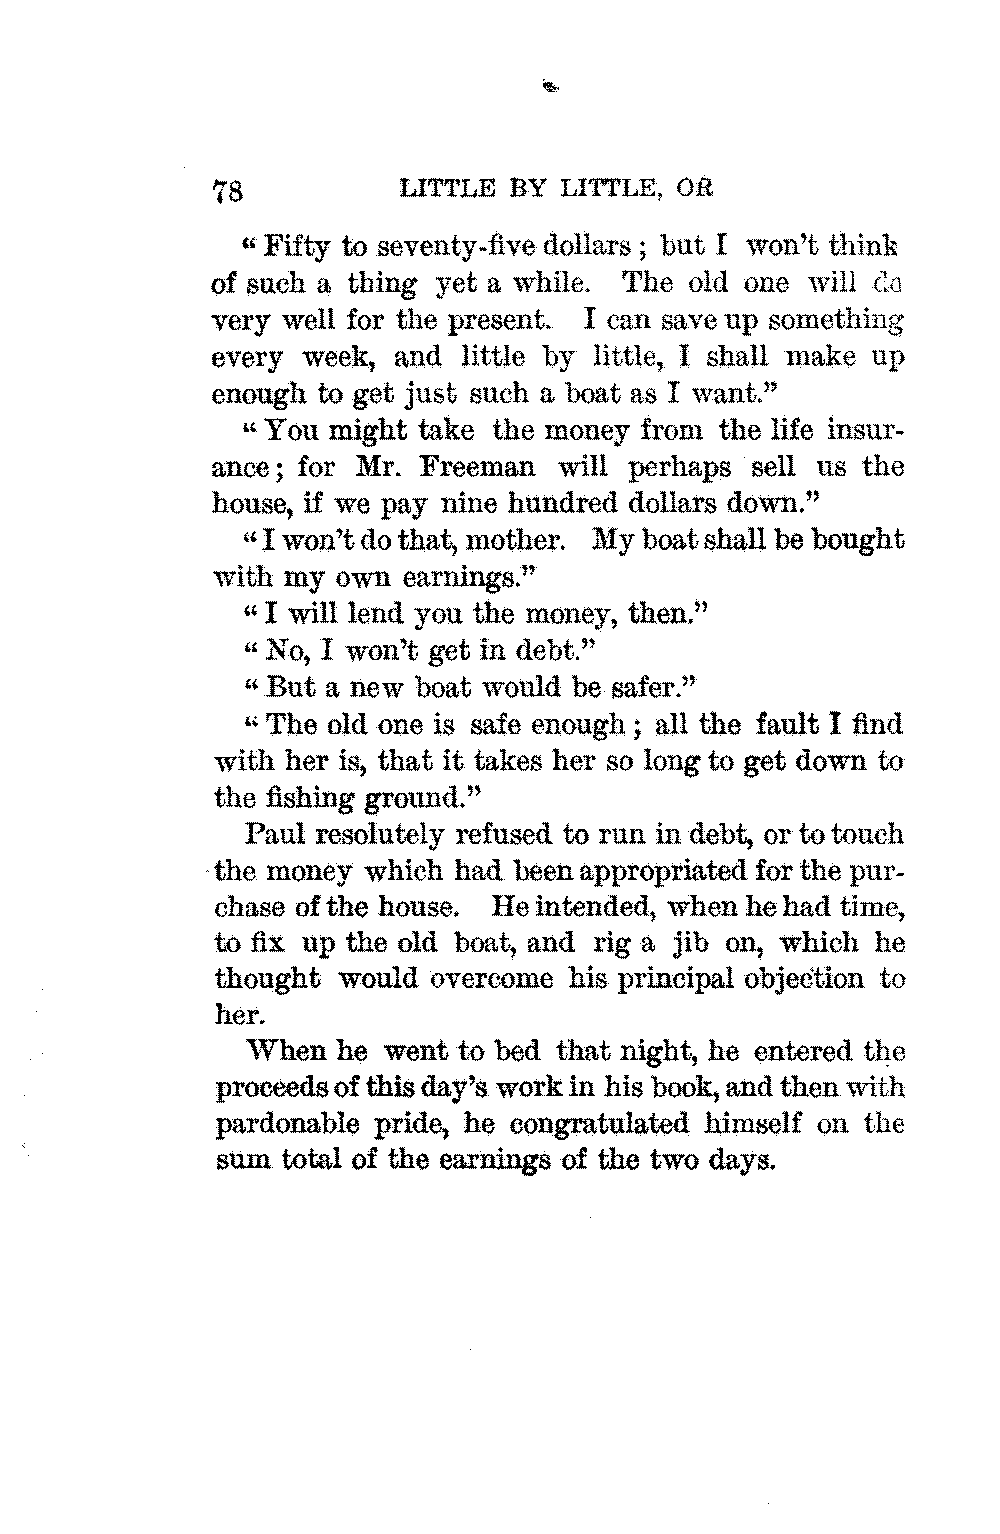 78 LITTLE BY LITTLE, OR
“Fifty to seventy-five dollars; but I won’t think
of such a thing yet a while. The old one will do
very well for the present. I can save up something
every week, and little by little, I shall make up
enough to get just such a boat as I want.”
“You might take the money from the life insur-
ance; for Mr. Freeman will perhaps sell us the
house, if we pay nine hundred dollars down.”
“I won’t do that, mother. My boat shall be bought
with my own earnings.”
“I will lend you the money, then.”
“No, I won’t get in debt.”
“But a new boat would be safer.”
“The old one is safe enough; all the fault I find
with her is, that it takes her so long to get down to
the fishing ground.”
Paul resolutely refused to run in debt, or to touch
the money which had been appropriated for the pur-
chase of the house. He intended, when he had time,
to fix up the old boat, and rig a jib on, which he
thought would overcome his principal objection to
her.
When he went to bed that night, he entered the
proceeds of this day’s work in his book, and then with
pardonable pride, he congratulated himself on the
sum total of the earnings of the two days.